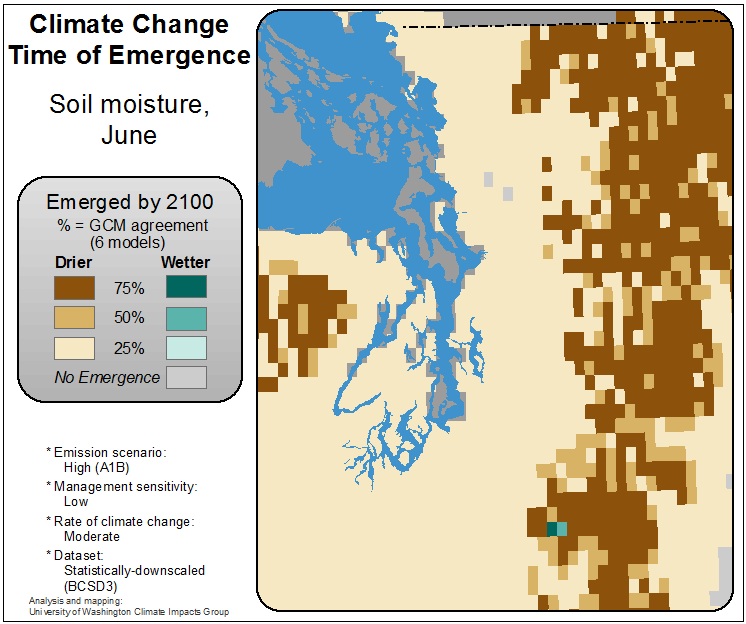 Climate Change
Time of Emergence
Soil moisture,
June
Emerged by 2100
% = GCM agreement
(6 models)
Drier Wetter
75%
50%
25%
No Emergence
* Emission scenario:
High (A1B)
* Management sensitivity:
Low
* Rate of climate change:
Moderate
* Dataset:
Statistically-downscaled
(BCSD3)
Analysis and mapping:
University of Washington Climate Impacts Group